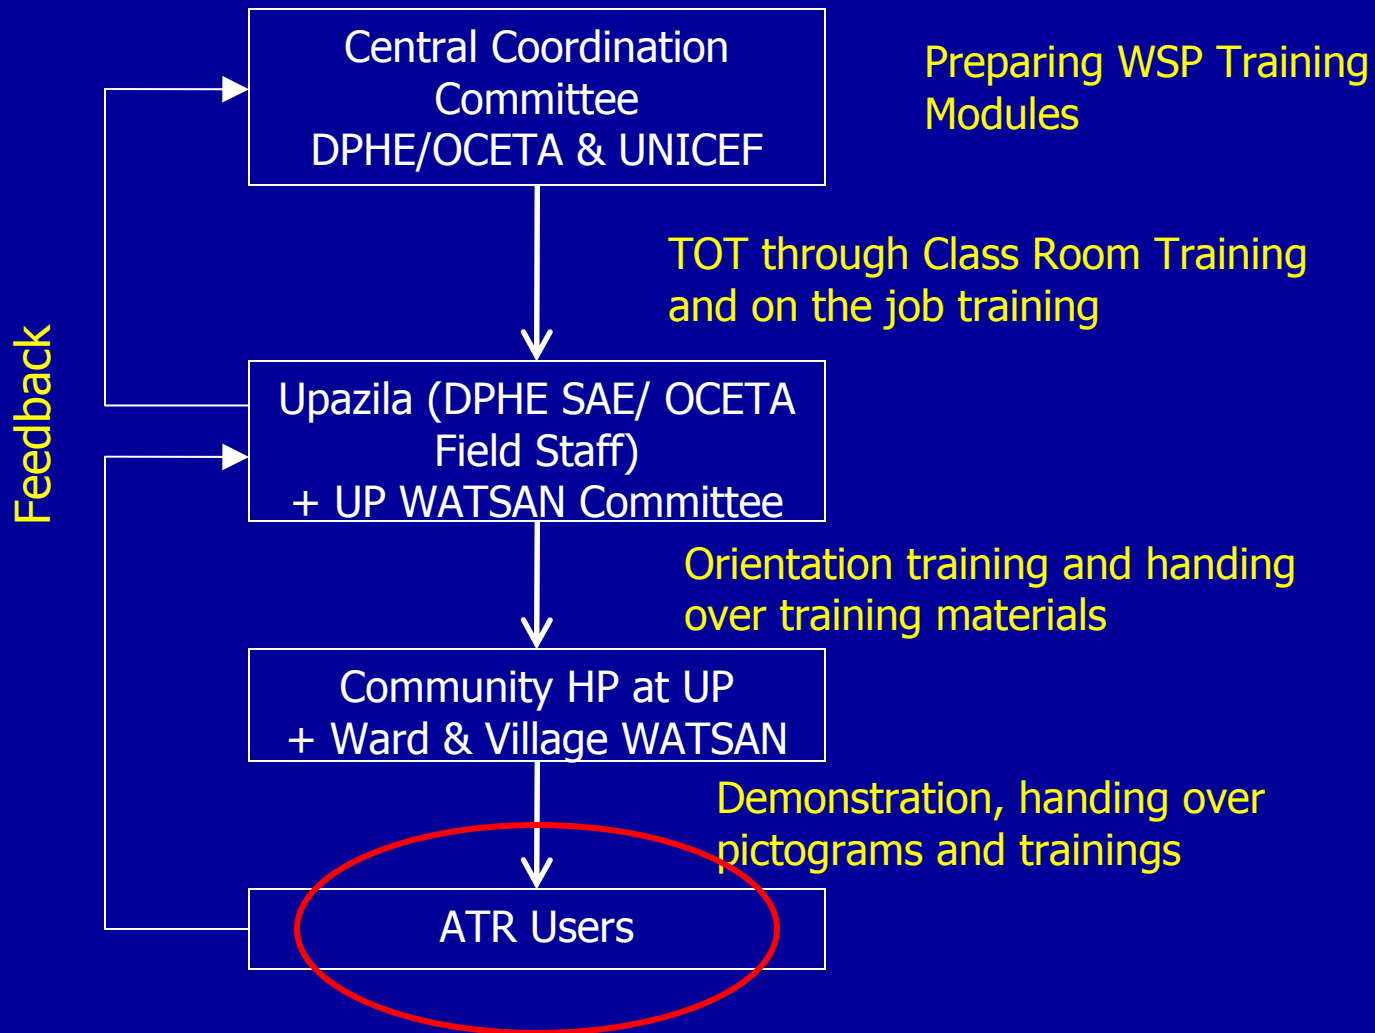 Central Coordination
Committee
DPHE/OCETA & UNICEF
Preparing WSP Training
Modules
TOT through Class Room Training
and on the job training
Feedback
Upazila (DPHE SAE/ OCETA
Field Staff)
+ UP WATSAN Committee
Orientation training and handing
over training materials
Community HP at UP
+ Ward & Village WATSAN
Demonstration, handing over
pictograms and trainings
ATR Users